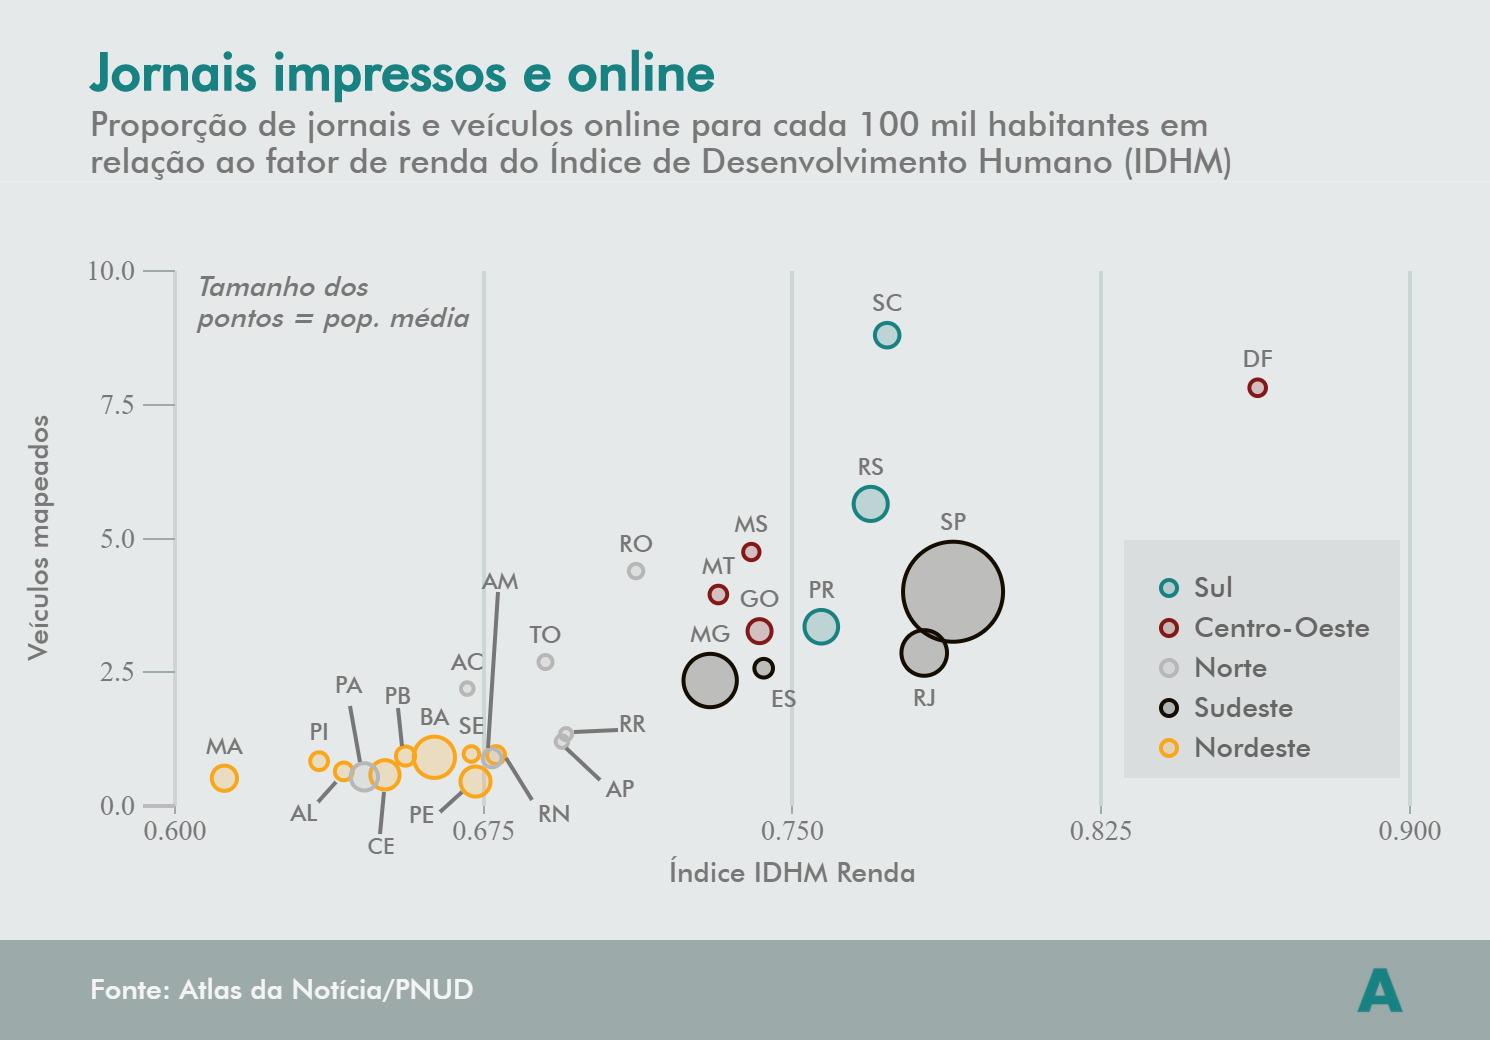 Jornais impressos e online
Proporção de jornais e veículos online para cada 100 mil habitantes em
relação ao fator de renda do Índice de Desenvolvimento Humano (IDHM)
Tamanho dos
pontos = pop. média
Veículos mapeados
10.0
7.5
5.0
2.5
0.0
SC
DF
RS
SP
MS
RO
MT
AM
PR
GO
MG
TO
AC
PA
PB
ES
RJ
BA
SE
RR
PI
MA
AP
AL
PE
RN
CE
Sul
Centro-Oeste
Norte
Sudeste
Nordeste
0.600
0.675
0.750
0.825
0.900
Índice IDHM Renda
Fonte: Atlas da Notícia/PNUD
A